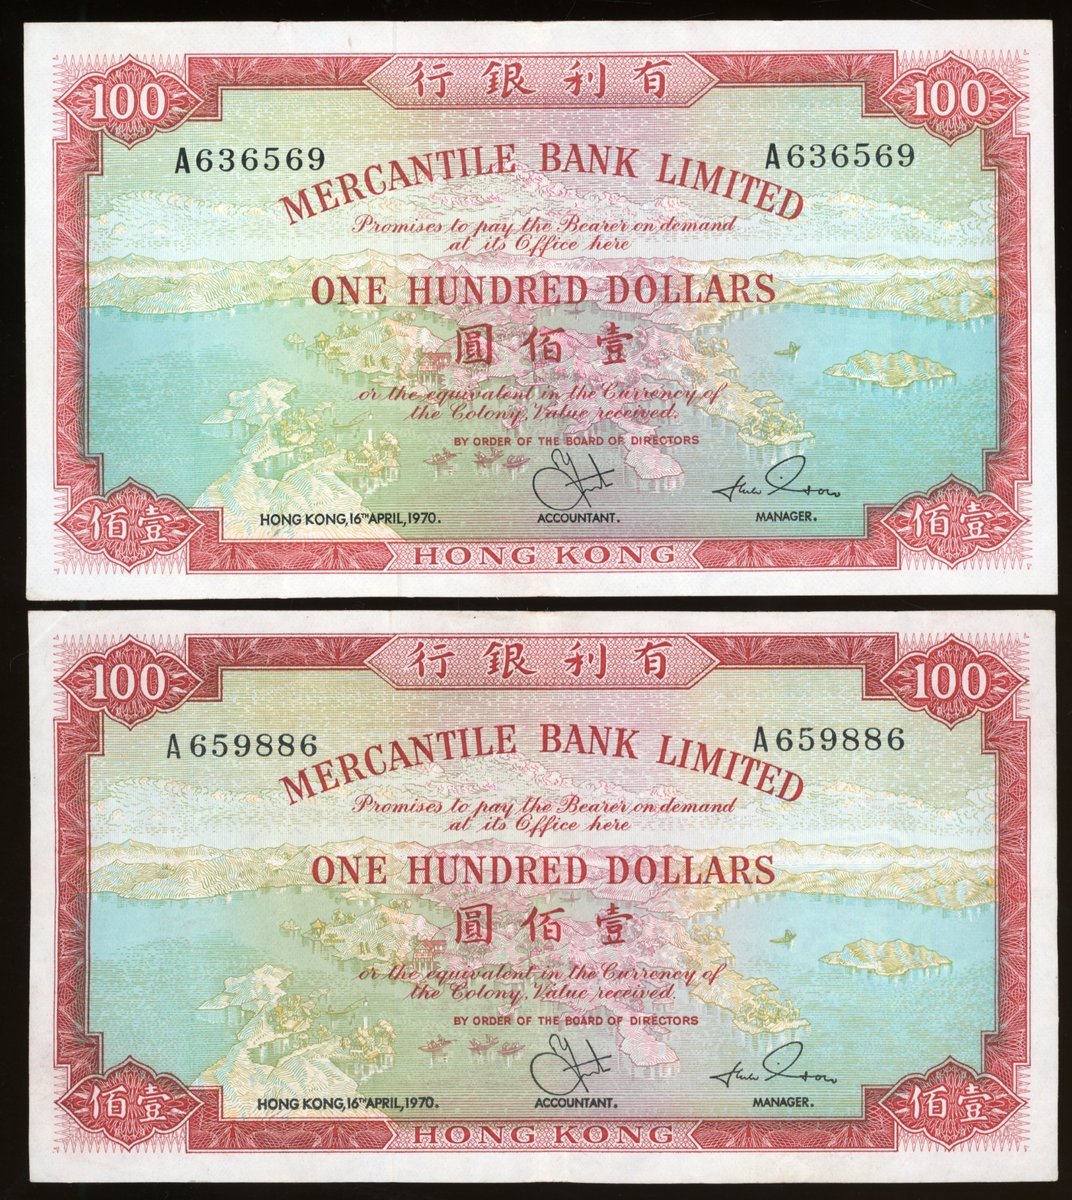 有利銀行
100 100
A636569 A636569
MERCANTILE BANK LIMITED
Promises to pay the Bearer on demand
at its Office here
ONE HUNDRED DOLLARS
壹佰圓
or the equivalent in the Currency of
the Colony, Value received.
BY ORDER OF THE BOARD OF DIRECTORS
HONG KONG, 16TH APRIL, 1970. ACCOUNTANT. MANAGER.
壹佰 壹佰
HONG KONG
有利銀行
100 100
A659886 A659886
MERCANTILE BANK LIMITED
Promises to pay the Bearer on demand
at its Office here
ONE HUNDRED DOLLARS
壹佰圓
or the equivalent in the Currency of
the Colony, Value received.
BY ORDER OF THE BOARD OF DIRECTORS
HONG KONG, 16TH APRIL, 1970. ACCOUNTANT. MANAGER.
壹佰 壹佰
HONG KONG